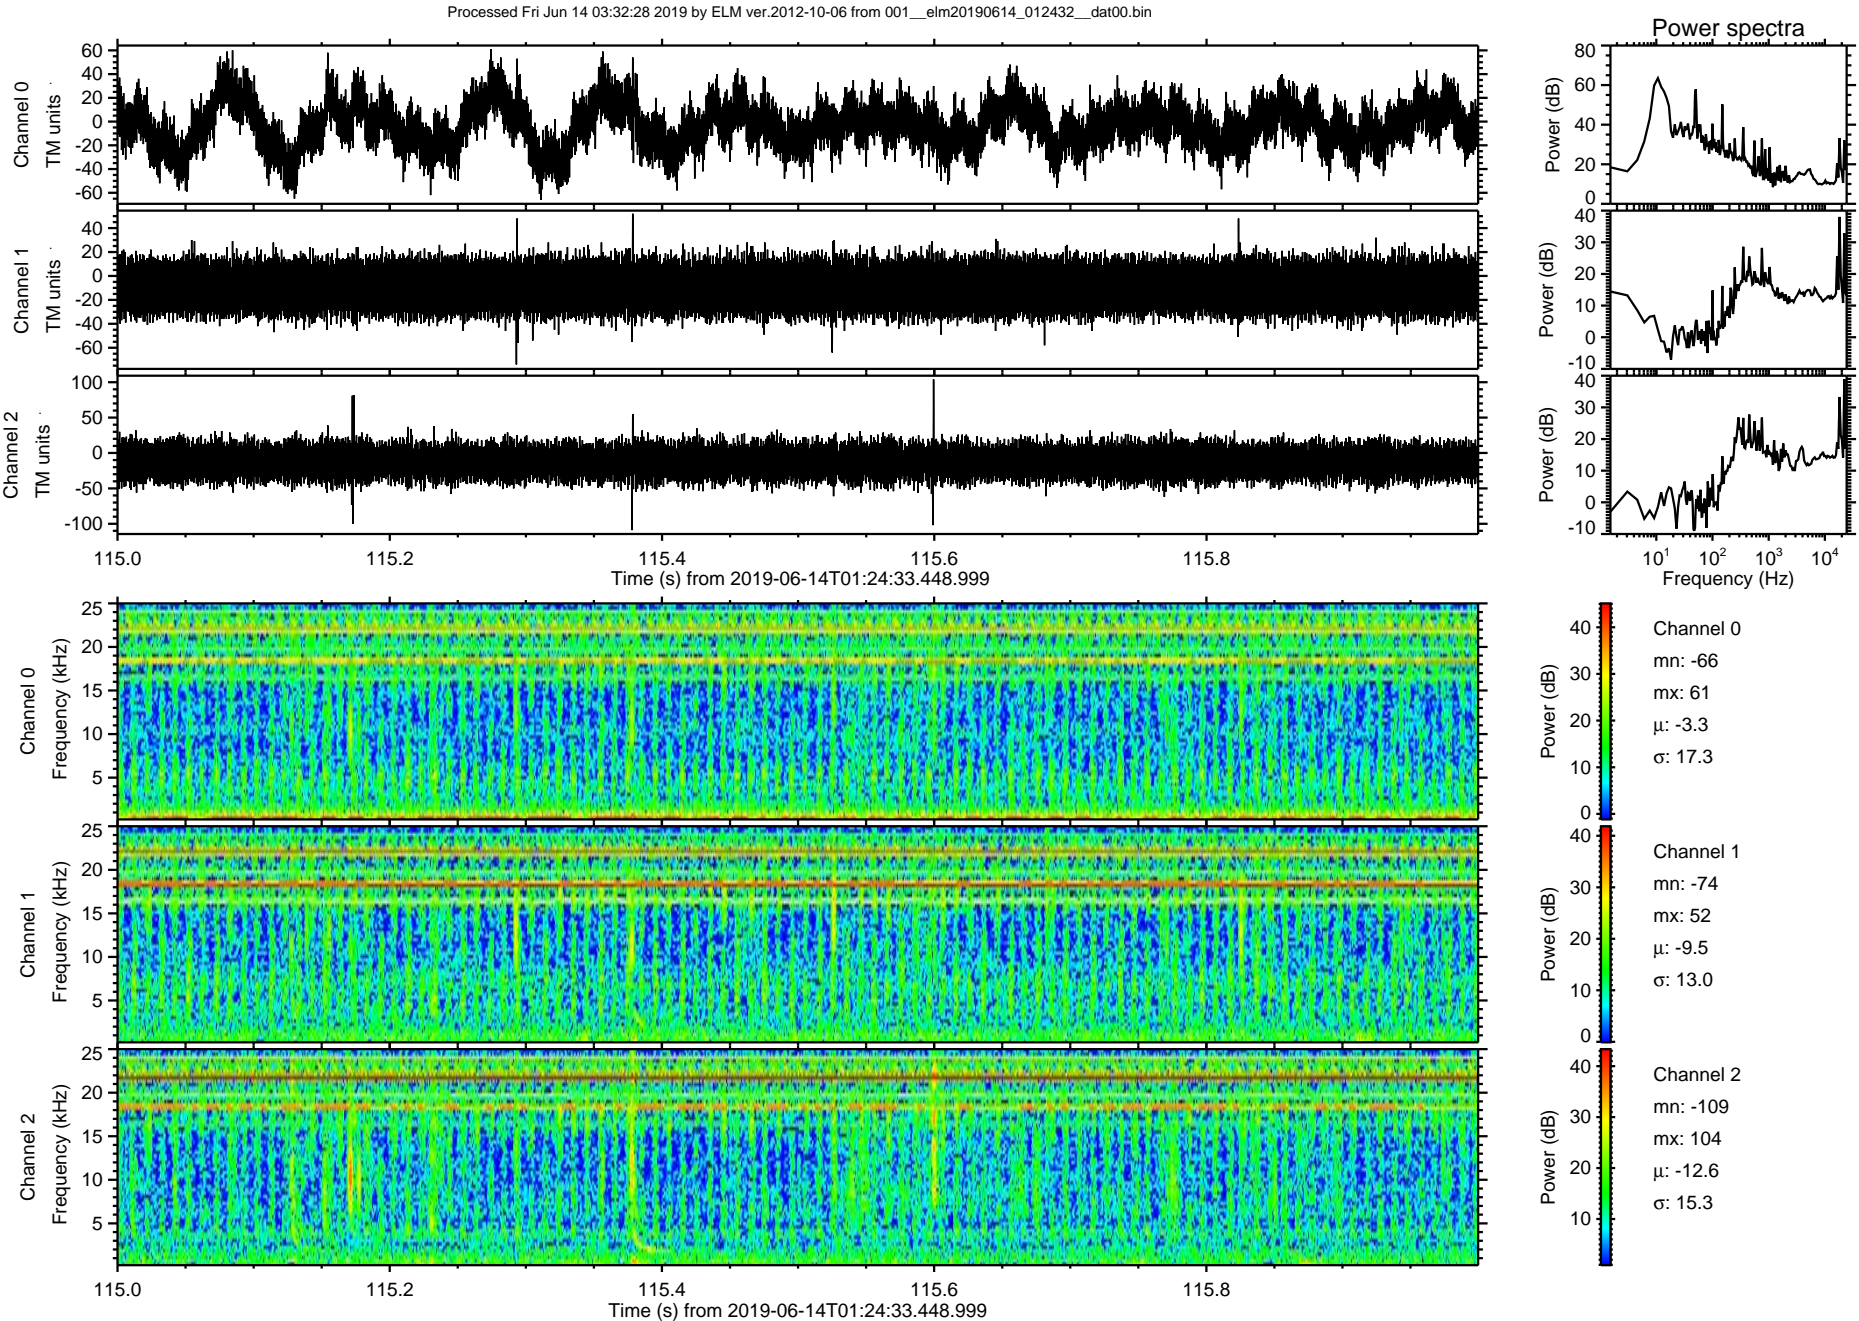 Processed Fri Jun 14 03:32:28 2019 by ELM ver.2012-10-06 from 001__elm20190614_012432__dat00.bin
Power spectra
Channel 0
TM units
60
40
20
0
-20
-40
-60
Power (dB)
80
60
40
20
0
Channel 1
TM units
40
20
0
-20
-40
-60
Power (dB)
40
30
20
10
0
-10
Channel 2
TM units
100
50
0
-50
-100
Power (dB)
40
30
20
10
0
-10
115.0 115.2 115.4 115.6 115.8
Time (s) from 2019-06-14T01:24:33.448.999
10^1 10^2 10^3 10^4
Frequency (Hz)
Channel 0
Frequency (kHz)
25
20
15
10
5
Power (dB)
40
30
20
10
0
Channel 0
mn: -66
mx: 61
μ: -3.3
σ: 17.3
Channel 1
Frequency (kHz)
25
20
15
10
5
Power (dB)
40
30
20
10
0
Channel 1
mn: -74
mx: 52
μ: -9.5
σ: 13.0
Channel 2
Frequency (kHz)
25
20
15
10
5
Power (dB)
40
30
20
10
Channel 2
mn: -109
mx: 104
μ: -12.6
σ: 15.3
115.0 115.2 115.4 115.6 115.8
Time (s) from 2019-06-14T01:24:33.448.999